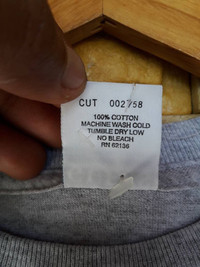 CUT 002758
100% COTTON
MACHINE WASH COLD
TUMBLE DRY LOW
NO BLEACH
RN 62136